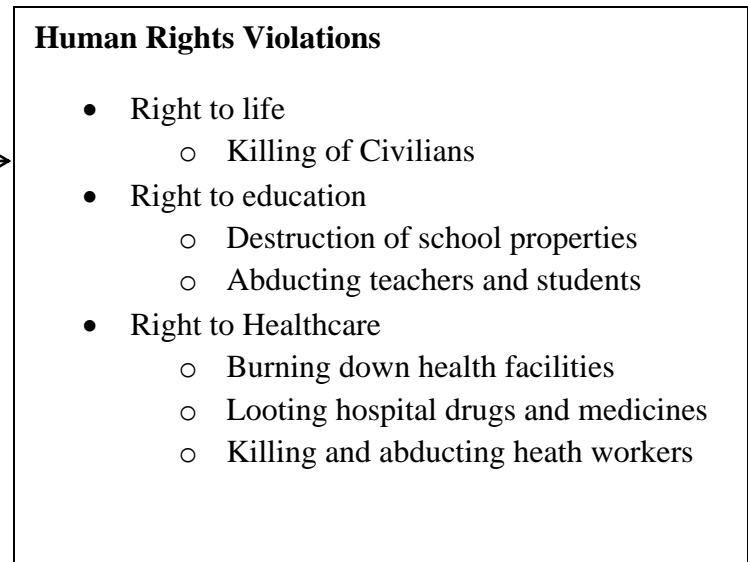 Human Rights Violations
• Right to life
o Killing of Civilians
• Right to education
o Destruction of school properties
o Abducting teachers and students
• Right to Healthcare
o Burning down health facilities
o Looting hospital drugs and medicines
o Killing and abducting heath workers